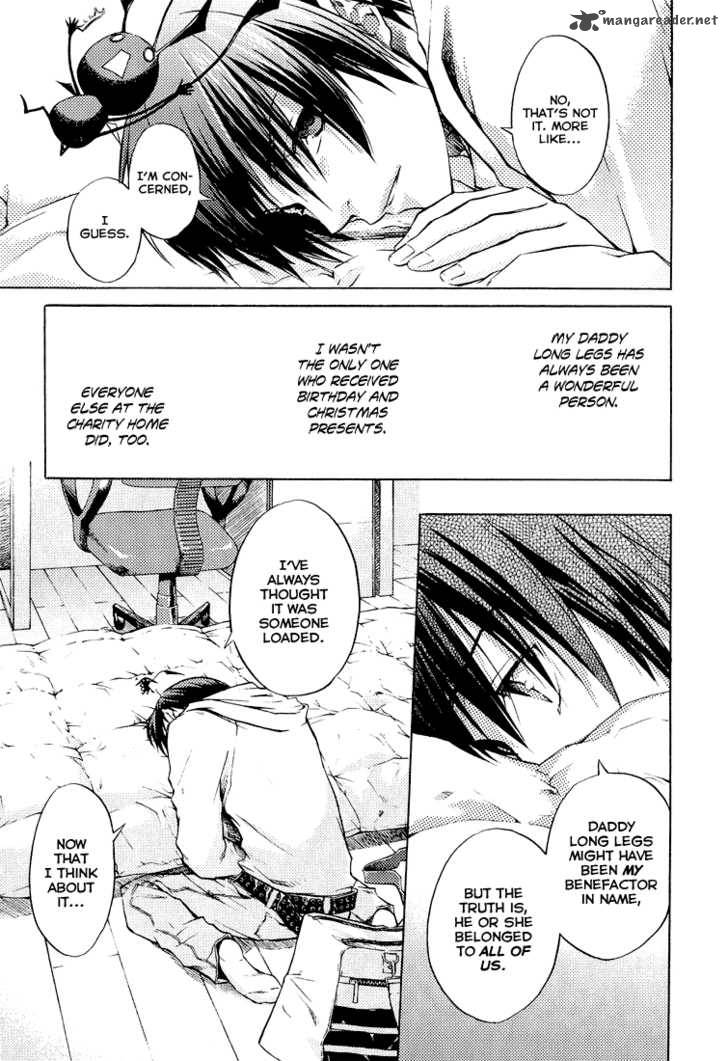 mangareader.net
NO,
THAT'S NOT
IT. MORE
LIKE...
I'M CON-
CERNED,
I
GUESS.
MY DADDY
LONG LEGS HAS
ALWAYS BEEN
A WONDERFUL
PERSON.
I WASN'T
THE ONLY ONE
WHO RECEIVED
BIRTHDAY AND
CHRISTMAS
PRESENTS.
EVERYONE
ELSE AT THE
CHARITY HOME
DID, TOO.
DADDY
LONG LEGS
MIGHT HAVE
BEEN MY
BENEFACTOR
IN NAME,
BUT THE
TRUTH IS,
HE OR SHE
BELONGED
TO ALL OF
US.
I'VE
ALWAYS
THOUGHT
IT WAS
SOMEONE
LOADED.
NOW
THAT
I THINK
ABOUT
IT...